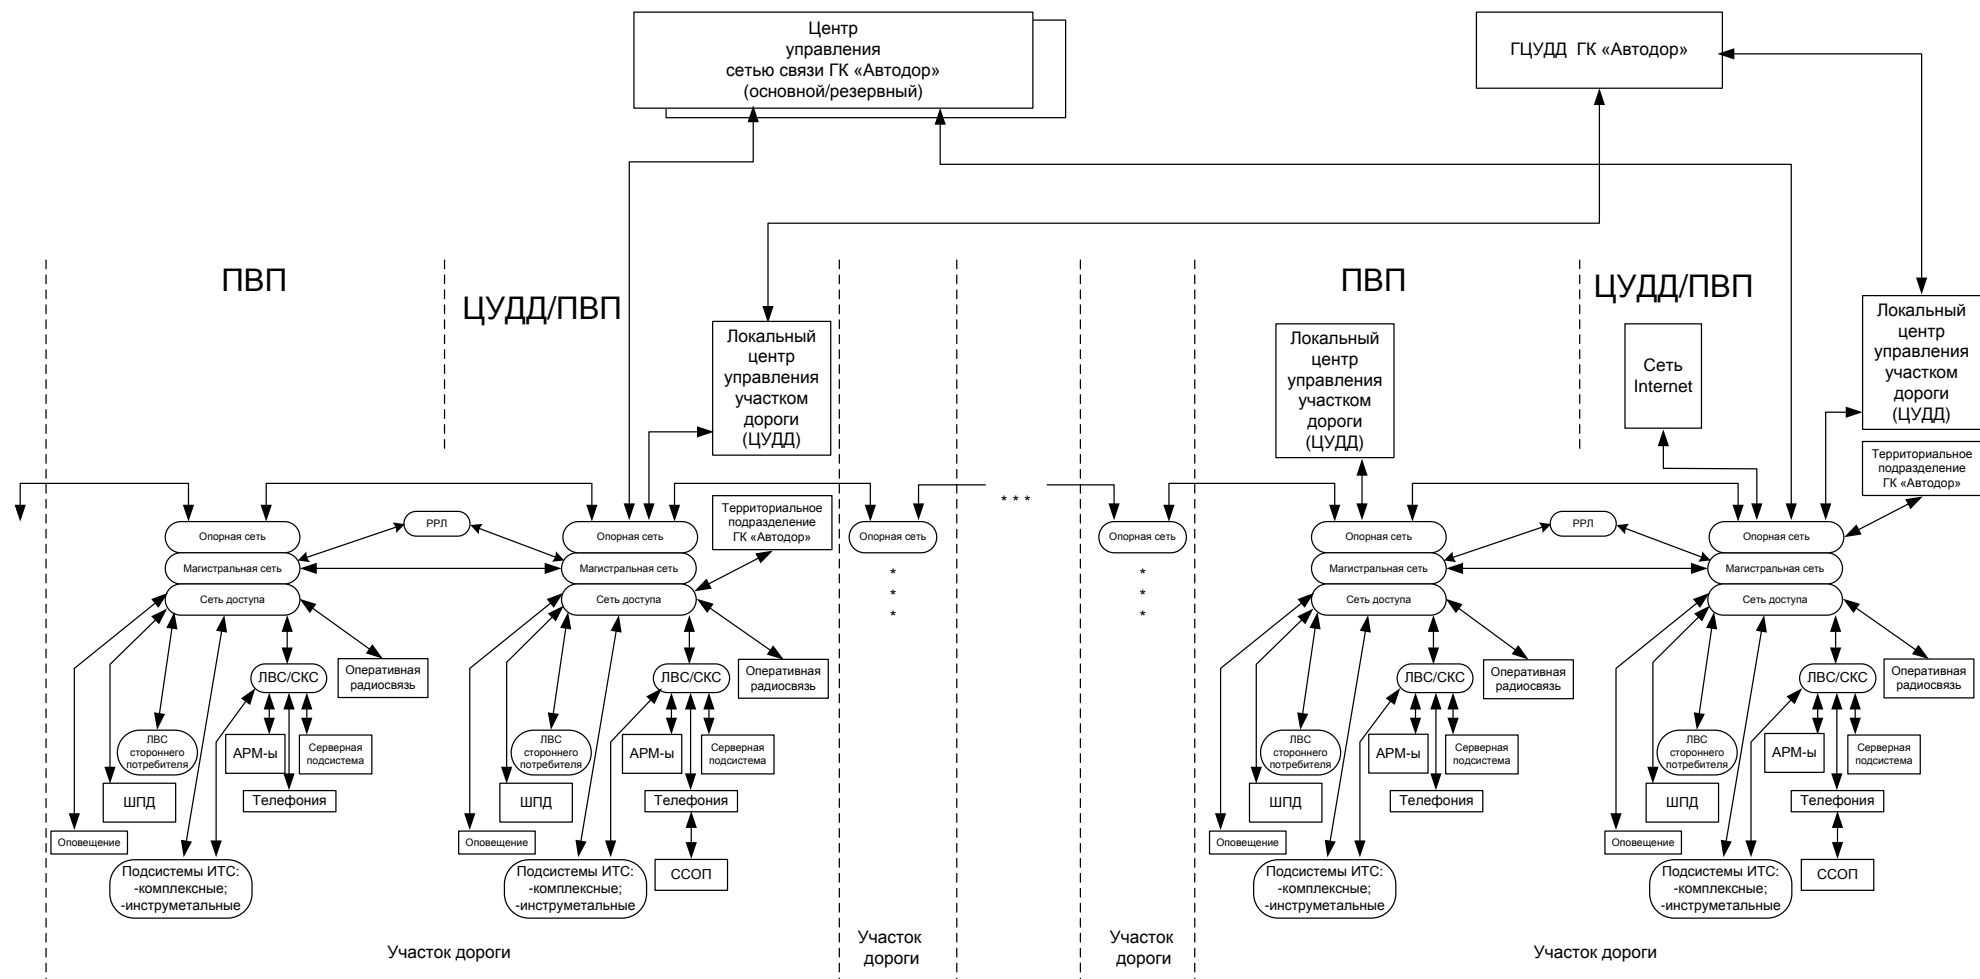 Центр
управления
сетью связи ГК «Автодор»
(основной/резервный)
ГЦУДД ГК «Автодор»
ПВП
ЦУДД/ПВП
Локальный
центр
управления
участком
дороги
(ЦУДД)
ПВП
Локальный
центр
управления
участком
дороги
(ЦУДД)
ЦУДД/ПВП
Сеть
Internet
Локальный
центр
управления
участком
дороги
(ЦУДД)
Территориальное
подразделение
ГК «Автодор»
Опорная сеть
Магистральная сеть
Сеть доступа
РРЛ
ЛВС/СКС
Оперативная
радиосвязь
ЛВС
стороннего
потребителя
АРМ-ы
Серверная
подсистема
ШПД
Телефония
Оповещение
Подсистемы ИТС:
-комплексные;
-инструметальные
Опорная сеть
Магистральная сеть
Сеть доступа
Территориальное
подразделение
ГК «Автодор»
ЛВС/СКС
Оперативная
радиосвязь
ЛВС
стороннего
потребителя
АРМ-ы
Серверная
подсистема
ШПД
Телефония
Оповещение
Подсистемы ИТС:
-комплексные;
-инструметальные
ССОП
Участок дороги
Опорная сеть
*
*
*
Участок
дороги
* * *
Опорная сеть
*
*
*
Участок
дороги
Опорная сеть
Магистральная сеть
Сеть доступа
РРЛ
ЛВС/СКС
Оперативная
радиосвязь
ЛВС
стороннего
потребителя
АРМ-ы
Серверная
подсистема
ШПД
Телефония
Оповещение
Подсистемы ИТС:
-комплексные;
-инструметальные
Опорная сеть
Магистральная сеть
Сеть доступа
ЛВС/СКС
Оперативная
радиосвязь
ЛВС
стороннего
потребителя
АРМ-ы
Серверная
подсистема
ШПД
Телефония
Оповещение
Подсистемы ИТС:
-комплексные;
-инструметальные
ССОП
Участок дороги